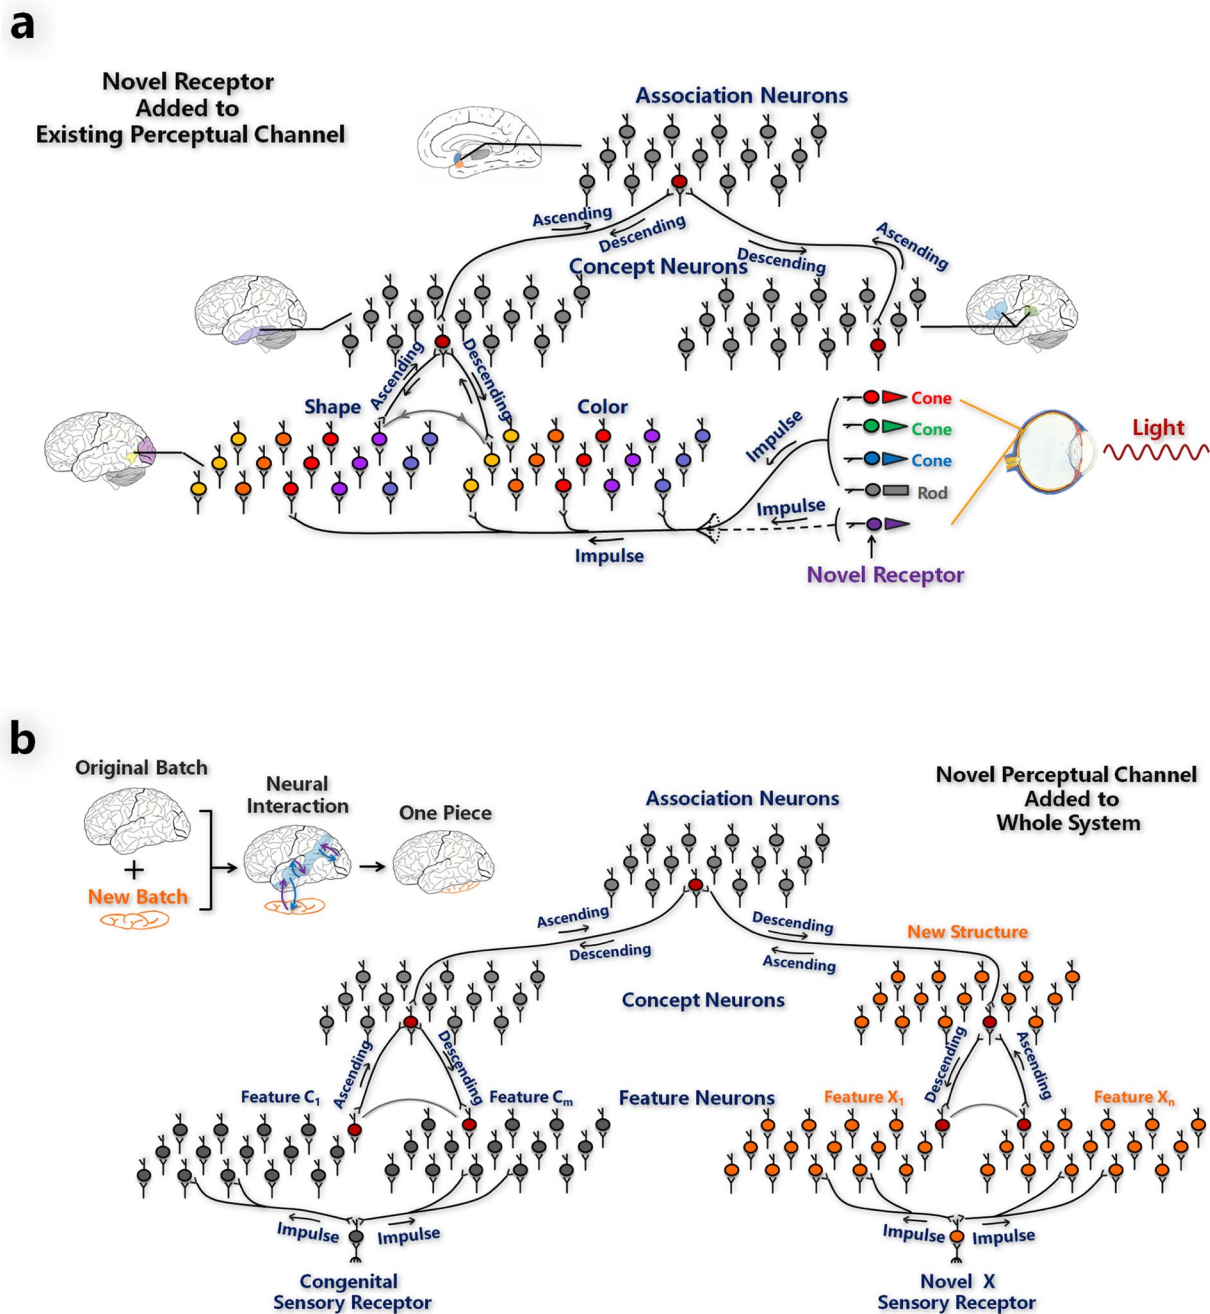 a
Novel Receptor
Added to
Existing Perceptual Channel
Association Neurons
Ascending
Descending
Descending
Ascending
Concept Neurons
Ascending
Descending
Shape
Color
Impulse
Cone
Cone
Cone
Rod
Light
Impulse
Impulse
Novel Receptor
b
Original Batch
+
New Batch
Neural
Interaction
One Piece
Novel Perceptual Channel
Added to
Whole System
Association Neurons
Ascending
Descending
Descending
Ascending
New Structure
Concept Neurons
Ascending
Descending
Descending
Ascending
Feature C1
Feature Cm
Feature Neurons
Feature X1
Feature Xn
Impulse
Impulse
Impulse
Impulse
Congenital
Sensory Receptor
Novel X
Sensory Receptor